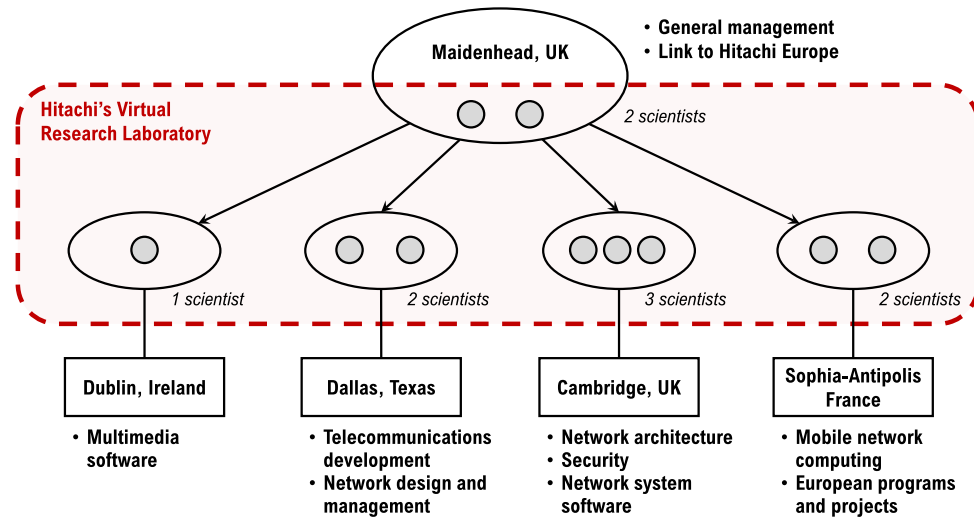 Maidenhead, UK
• General management
• Link to Hitachi Europe
Hitachi's Virtual
Research Laboratory
2 scientists
1 scientist
2 scientists
3 scientists
2 scientists
Dublin, Ireland
• Multimedia
software
Dallas, Texas
• Telecommunications
development
• Network design and
management
Cambridge, UK
• Network architecture
• Security
• Network system
software
Sophia-Antipolis
France
• Mobile network
computing
• European programs
and projects